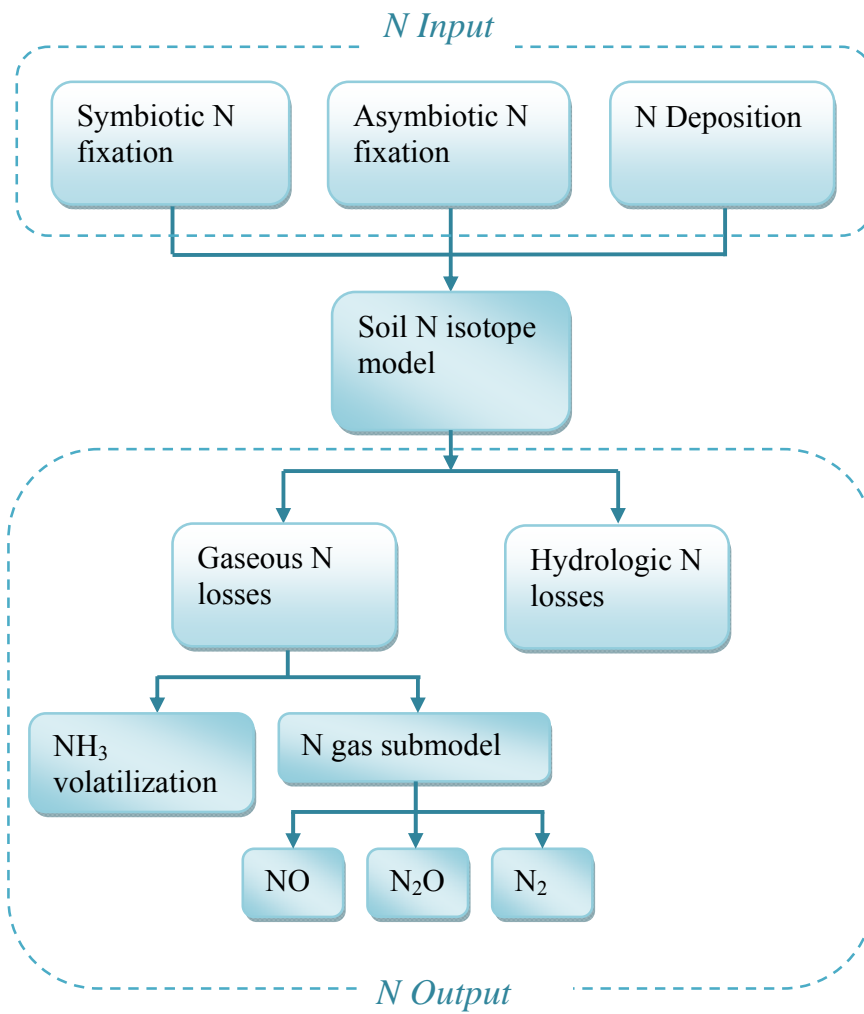 N Input
Symbiotic N
fixation
Asymbiotic N
fixation
N Deposition
Soil N isotope
model
Gaseous N
losses
Hydrologic N
losses
NH₃
volatilization
N gas submodel
NO
N₂O
N₂
N Output